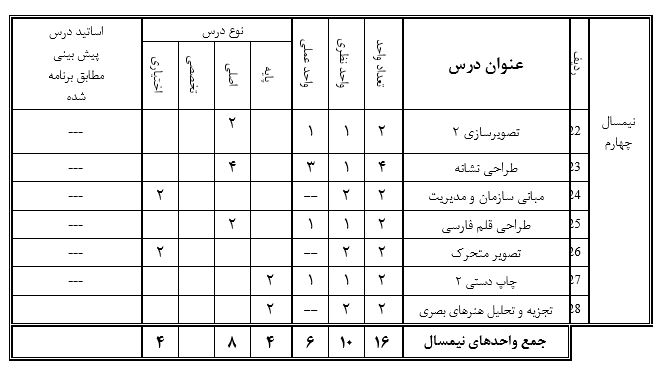 نیمسال چهارم
ردیف عنوان درس تعداد واحد واحد نظری واحد عملی نوع درس اساتید درس پیش بینی مطابق برنامه شده
پایه اصلی تخصصی اختیاری
22 تصویرسازی ۲ ۲ ۱ ۱ ۲ ---
23 طراحی نشانه ۴ ۱ ۳ ۴ ---
24 مبانی سازمان و مدیریت ۲ ۲ -- ۲ ---
25 طراحی قلم فارسی ۲ ۱ ۱ ۲ ---
26 تصویر متحرک ۲ ۲ -- ۲ ---
27 چاپ دستی ۲ ۲ ۱ ۱ ۲ ---
28 تجزیه و تحلیل هنرهای بصری ۲ ۲ -- ۲
جمع واحدهای نیمسال ۱۶ ۱۰ ۶ ۴ ۸ ۴